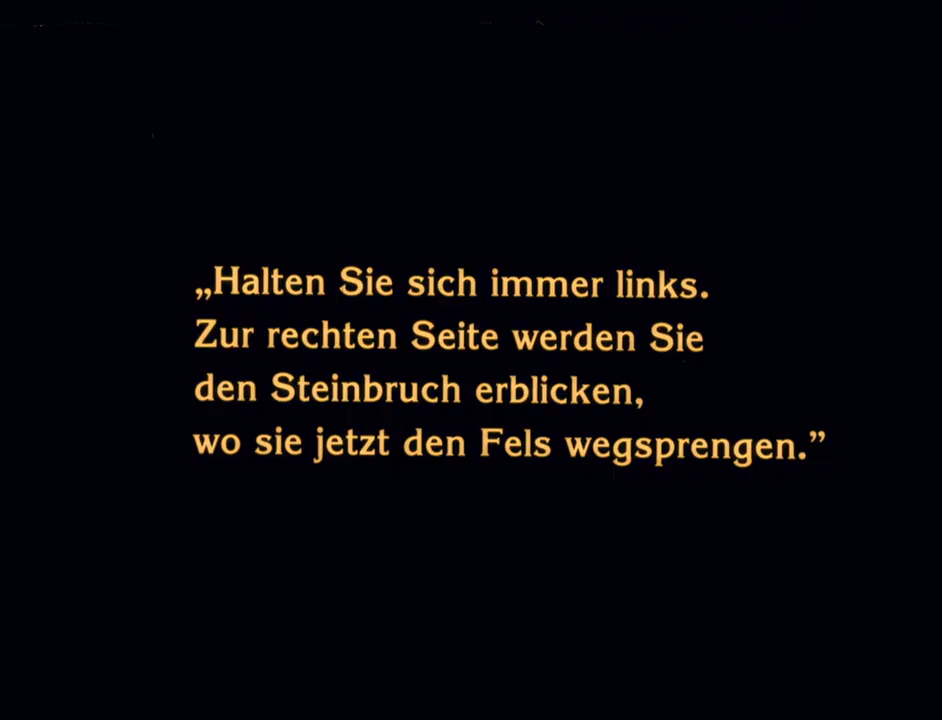 „Halten Sie sich immer links.
Zur rechten Seite werden Sie
den Steinbruch erblicken,
wo sie jetzt den Fels wegsprengen.”